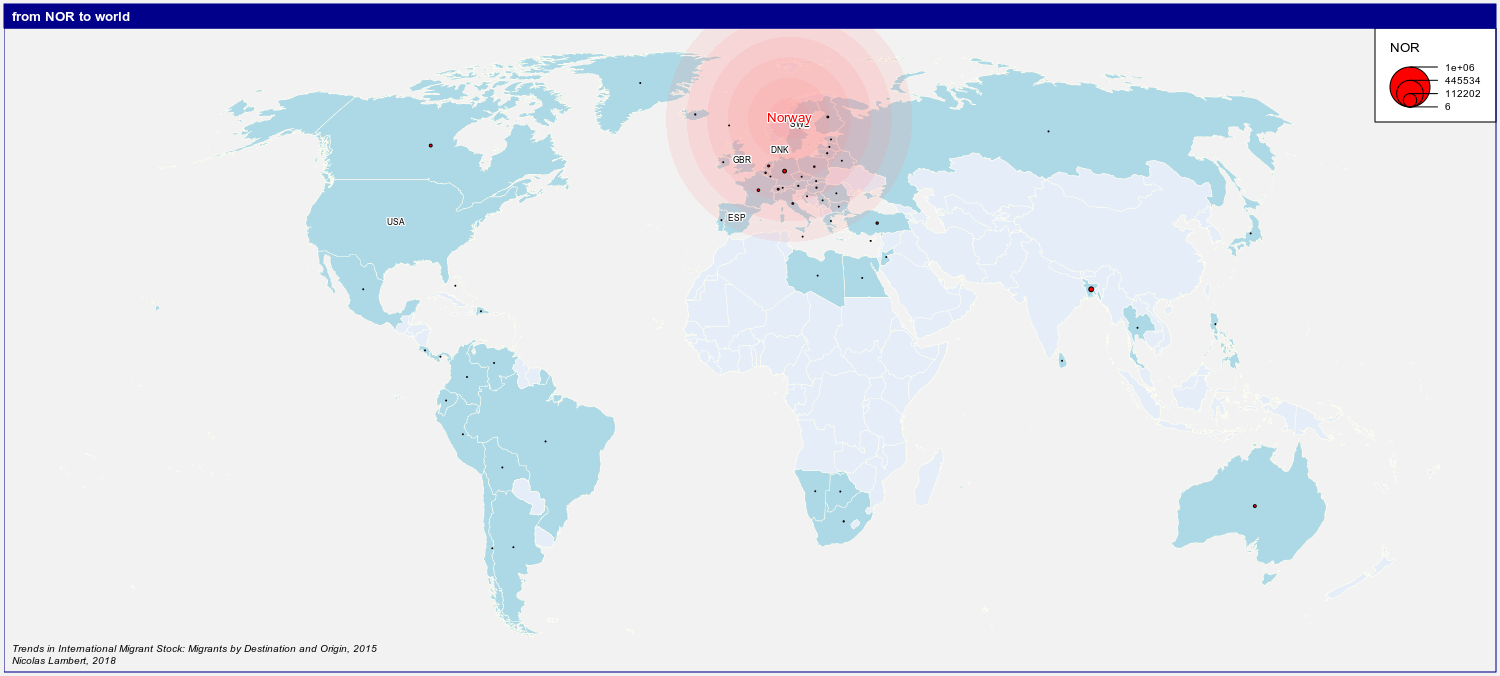 from NOR to world
NOR
1e+06
445534
112202
6
Norway
SWE
DNK
GBR
ESP
USA
Trends in International Migrant Stock: Migrants by Destination and Origin, 2015
Nicolas Lambert, 2018